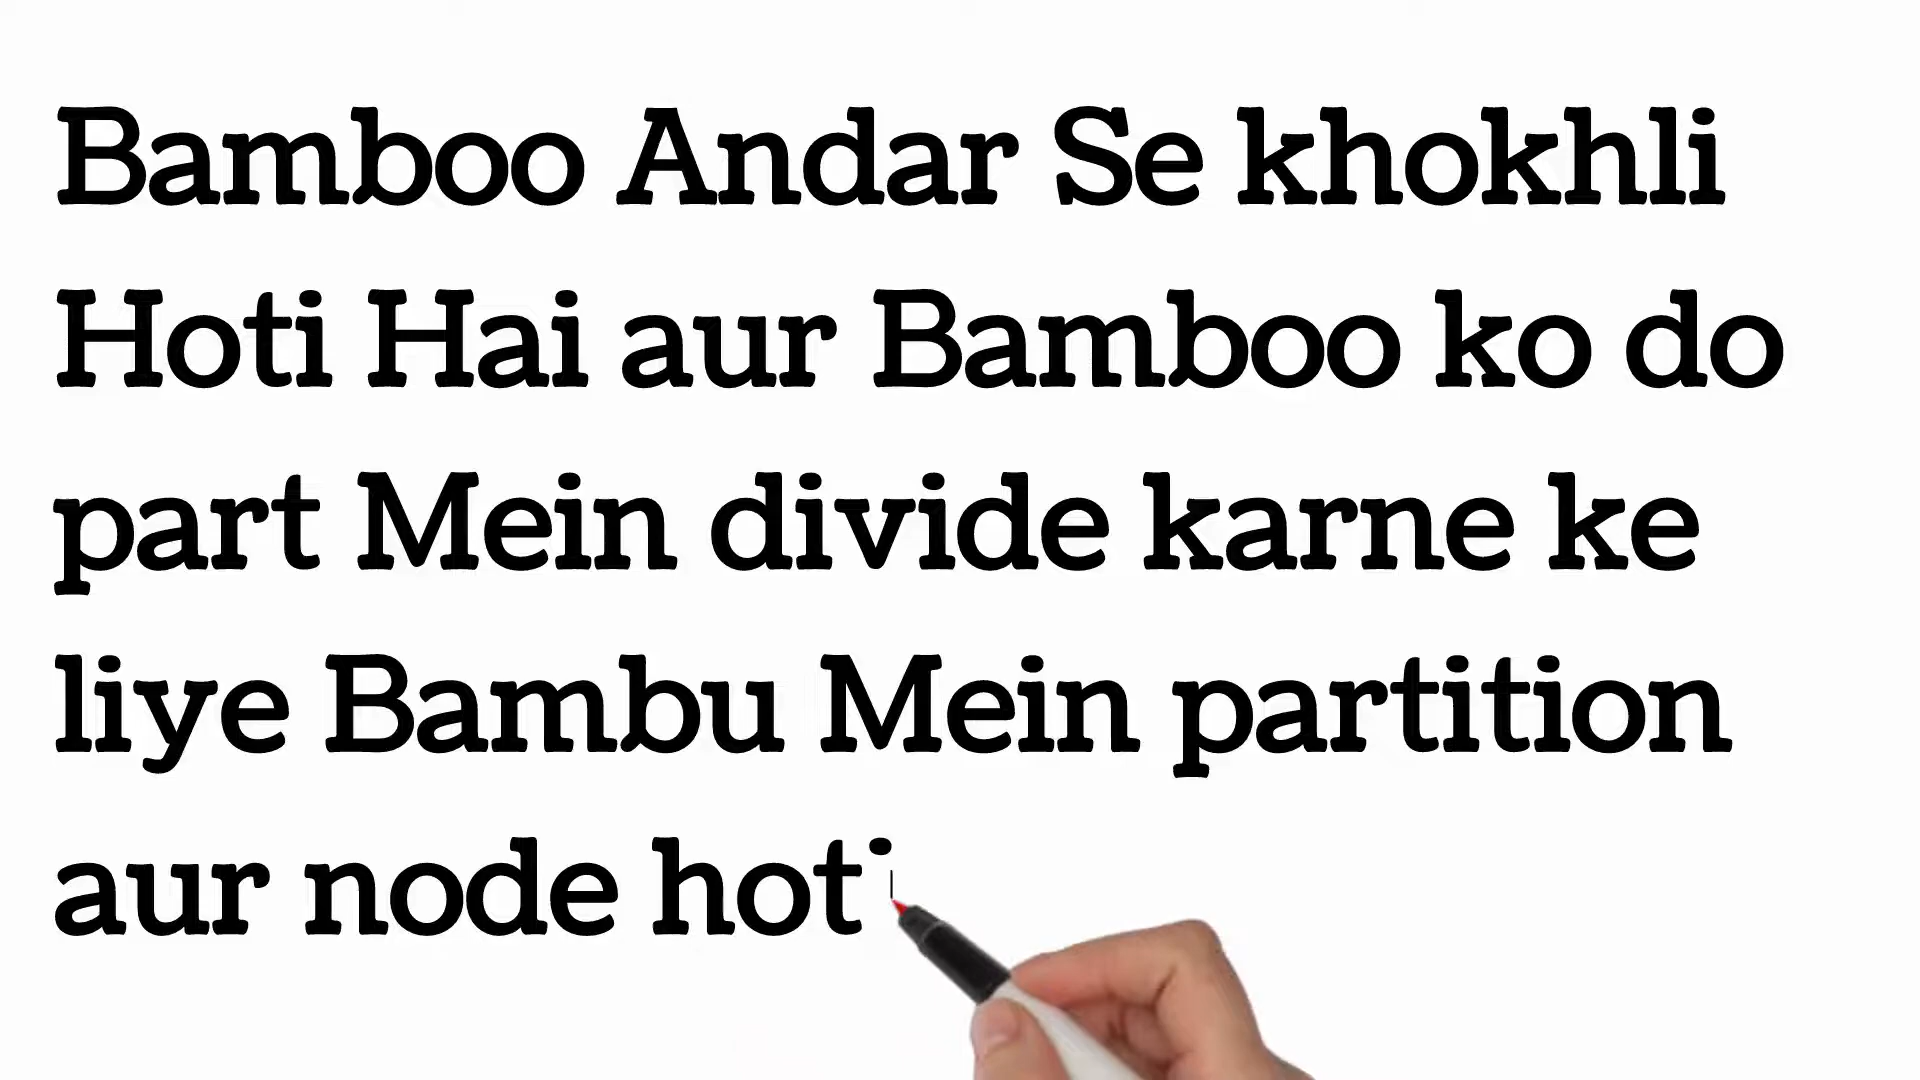 Bamboo Andar Se khokhli
Hoti Hai aur Bamboo ko do
part Mein divide karne ke
liye Bambu Mein partition
aur node hoti